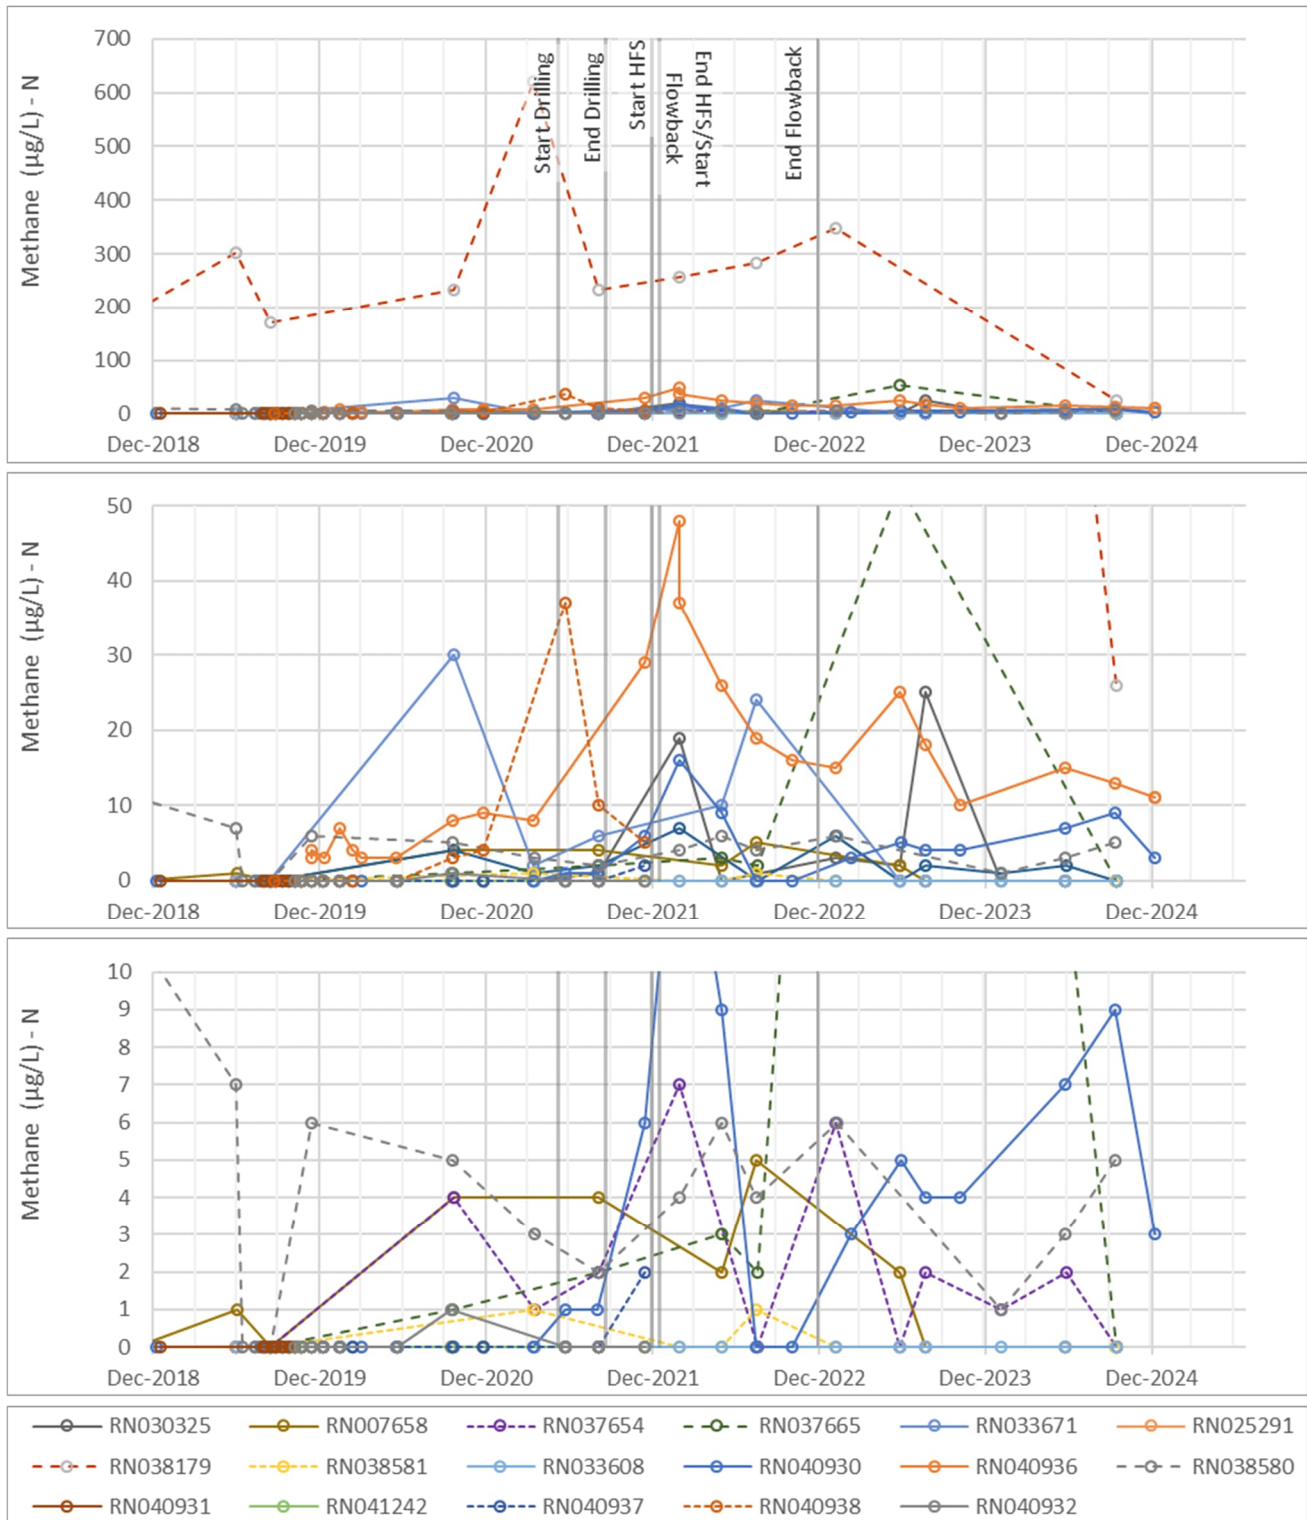 Methane (µg/L) - N
700
600
500
400
300
200
100
0
Start Drilling
End Drilling
Start HFS
End HFS/Start
Flowback
End Flowback
Dec-2018 Dec-2019 Dec-2020 Dec-2021 Dec-2022 Dec-2023 Dec-2024
Methane (µg/L) - N
50
40
30
20
10
0
Dec-2018 Dec-2019 Dec-2020 Dec-2021 Dec-2022 Dec-2023 Dec-2024
Methane (µg/L) - N
10
9
8
7
6
5
4
3
2
1
0
Dec-2018 Dec-2019 Dec-2020 Dec-2021 Dec-2022 Dec-2023 Dec-2024
RN030325 RN007658 RN037654 RN037665 RN033671 RN025291
RN038179 RN038581 RN033608 RN040930 RN040936 RN038580
RN040931 RN041242 RN040937 RN040938 RN040932